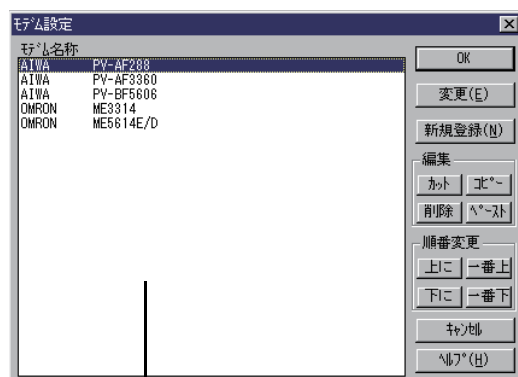 ﾓﾃﾞﾑ設定
ﾓﾃﾞﾑ名称
AIWA PV-AF288
AIWA PV-AF3360
AIWA PV-BF5606
OMRON ME3314
OMRON ME5614E/D
OK
変更(E)
新規登録(N)
編集
ｶｯﾄ ｺﾋﾟｰ
削除 ﾍﾟｰｽﾄ
順番変更
上に 一番上
下に 一番下
ｷｬﾝｾﾙ
ﾍﾙﾌﾟ(H)